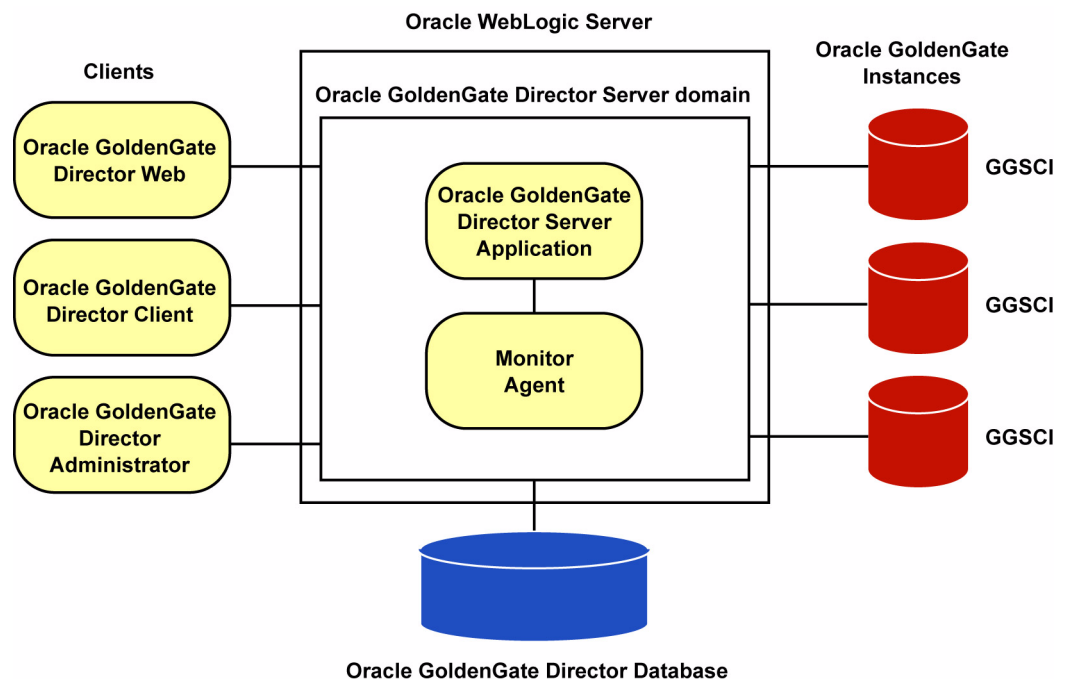 Oracle WebLogic Server
Clients
Oracle GoldenGate
Director Web
Oracle GoldenGate
Director Client
Oracle GoldenGate
Director
Administrator
Oracle GoldenGate Director Server domain
Oracle GoldenGate
Director Server
Application
Monitor
Agent
Oracle GoldenGate
Instances
GGSCI
GGSCI
GGSCI
Oracle GoldenGate Director Database